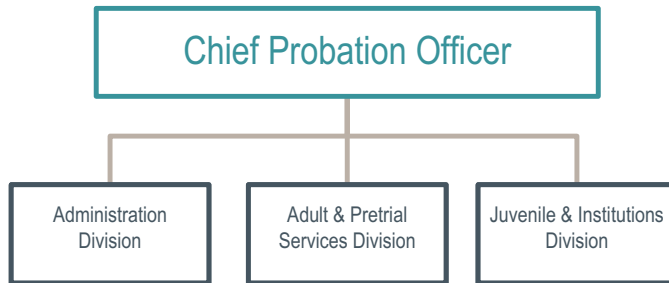 Chief Probation Officer
Administration
Division
Adult & Pretrial
Services Division
Juvenile & Institutions
Division